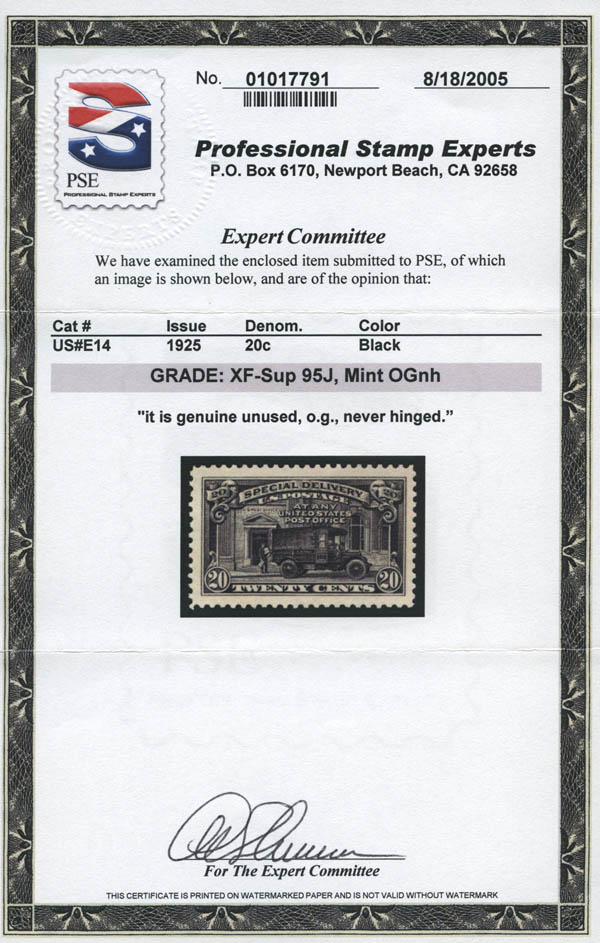 No. 01017791 8/18/2005
PSE
PROFESSIONAL STAMP EXPERTS
Professional Stamp Experts
P.O. Box 6170, Newport Beach, CA 92658
Expert Committee
We have examined the enclosed item submitted to PSE, of which
an image is shown below, and are of the opinion that:
Cat # Issue Denom. Color
US#E14 1925 20c Black
GRADE: XF-Sup 95J, Mint OGnh
"it is genuine unused, o.g., never hinged."
20 SPECIAL DELIVERY 20
U.S. POSTAGE
AT ANY
UNITED STATES
POST OFFICE
20 TWENTY CENTS 20
For The Expert Committee
THIS CERTIFICATE IS PRINTED ON WATERMARKED PAPER AND IS NOT VALID WITHOUT WATERMARK